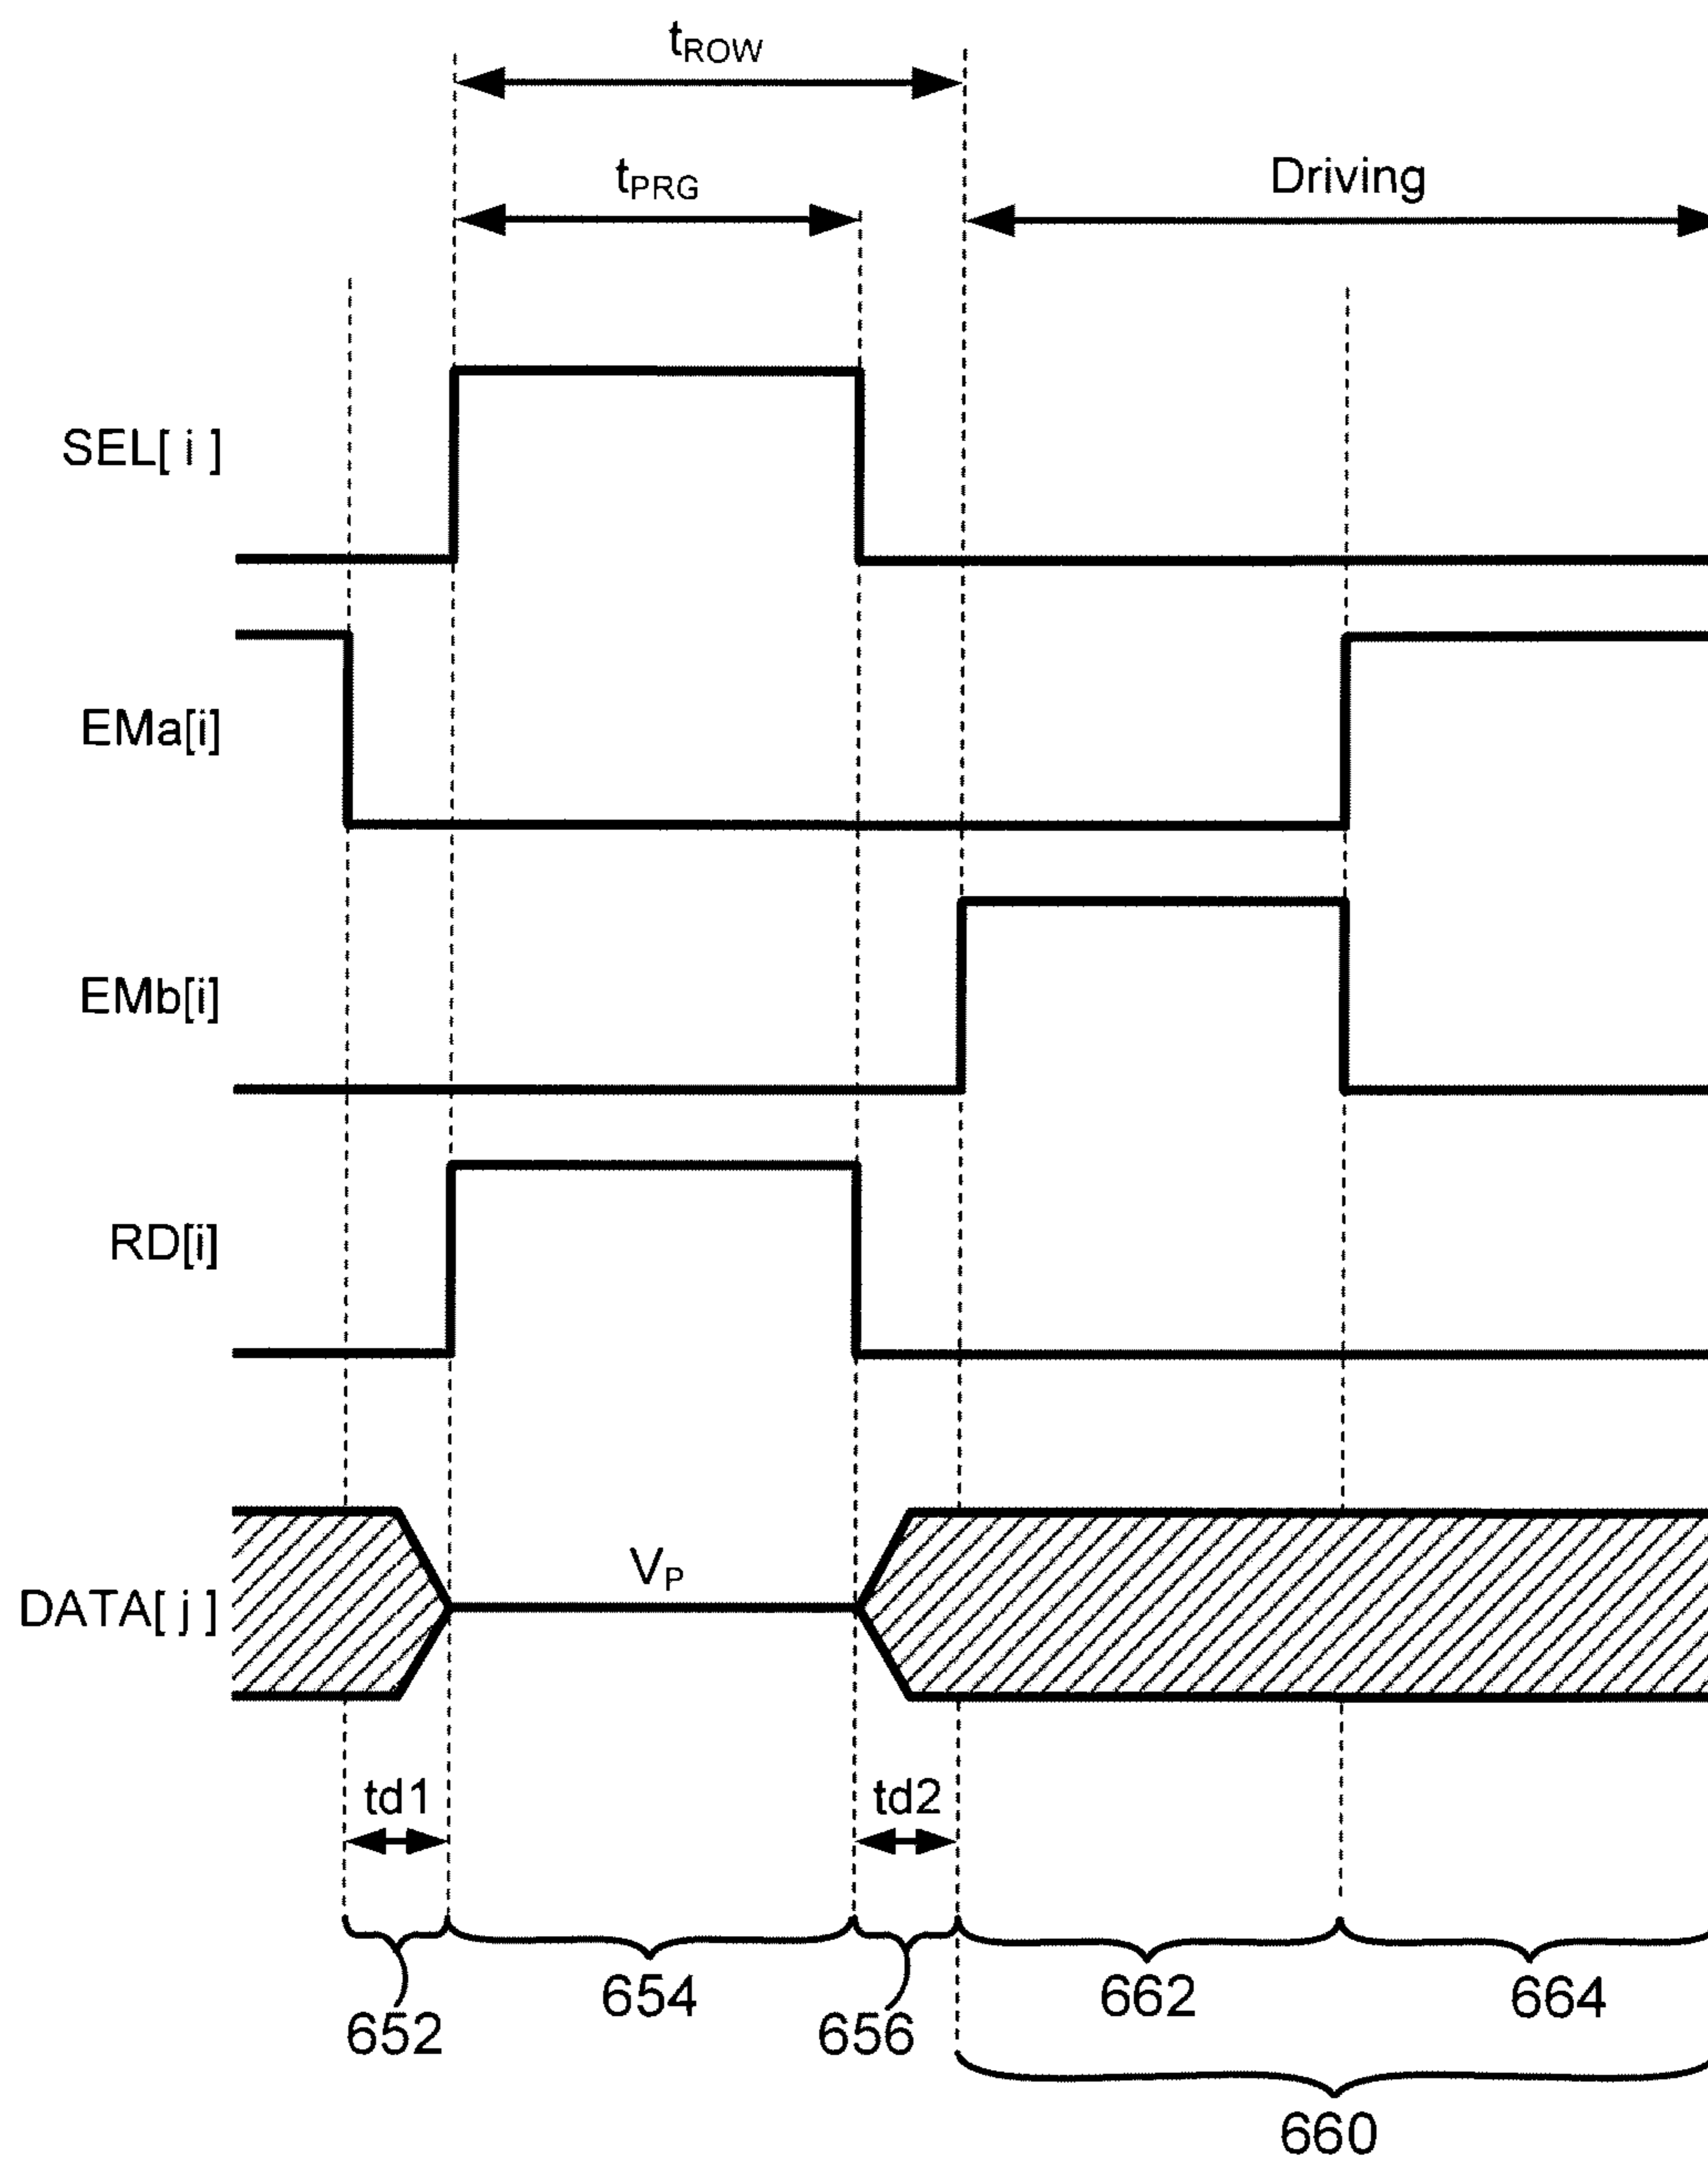 tROW
tPRG
Driving
SEL[ i ]
EMa[i]
EMb[i]
RD[i]
VP
DATA[ j ]
td1
td2
652
654
656
662
664
660